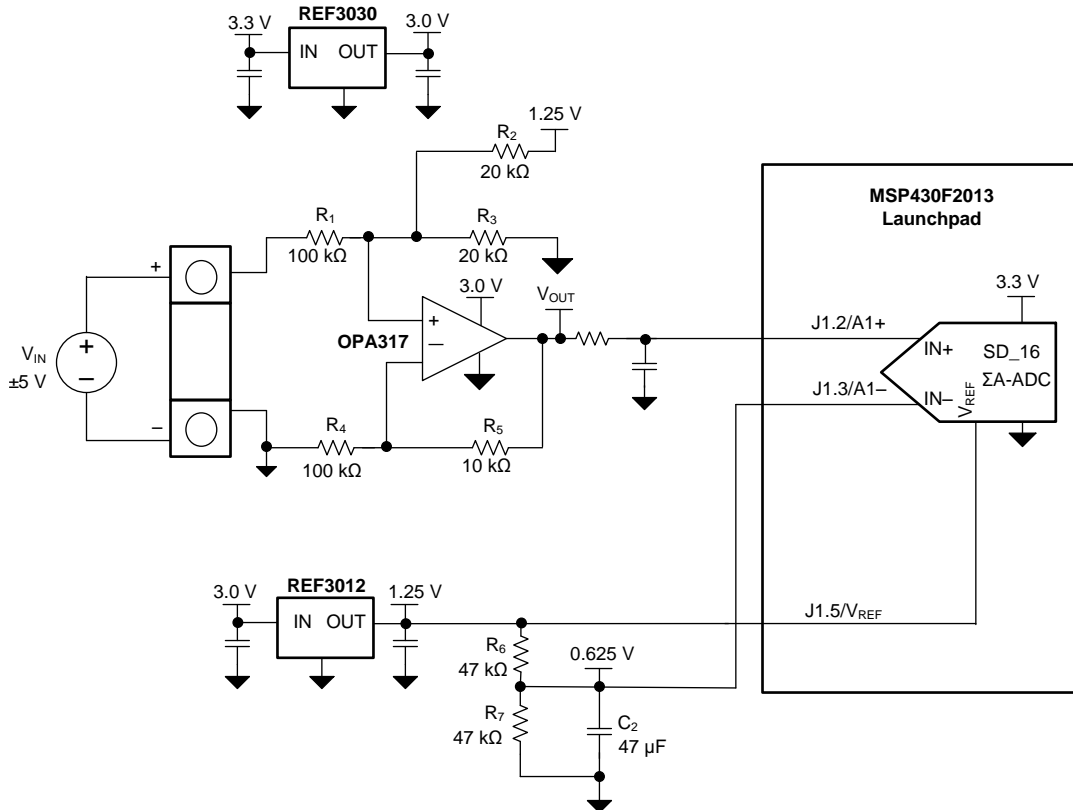 REF3030
3.3 V
3.0 V
IN OUT
1.25 V
R2
20 kΩ
R1
100 kΩ
R3
20 kΩ
3.0 V
VOUT
OPA317
+
−
+
−
VIN
±5 V
+
−
R4
100 kΩ
R5
10 kΩ
MSP430F2013
Launchpad
3.3 V
J1.2/A1+
IN+
SD_16
ΣA-ADC
J1.3/A1−
IN−
VREF
REF3012
3.0 V
1.25 V
IN OUT
J1.5/VREF
R6
47 kΩ
0.625 V
R7
47 kΩ
C2
47 µF